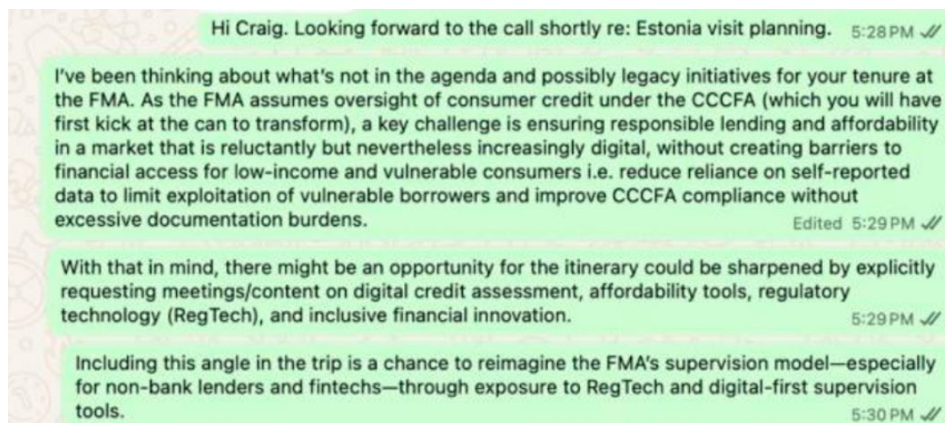 Hi Craig. Looking forward to the call shortly re: Estonia visit planning. 5:28 PM
I've been thinking about what's not in the agenda and possibly legacy initiatives for your tenure at
the FMA. As the FMA assumes oversight of consumer credit under the CCCFA (which you will have
first kick at the can to transform), a key challenge is ensuring responsible lending and affordability
in a market that is reluctantly but nevertheless increasingly digital, without creating barriers to
financial access for low-income and vulnerable consumers i.e. reduce reliance on self-reported
data to limit exploitation of vulnerable borrowers and improve CCCFA compliance without
excessive documentation burdens. Edited 5:29 PM
With that in mind, there might be an opportunity for the itinerary could be sharpened by explicitly
requesting meetings/content on digital credit assessment, affordability tools, regulatory
technology (RegTech), and inclusive financial innovation. 5:29 PM
Including this angle in the trip is a chance to reimagine the FMA's supervision model—especially
for non-bank lenders and fintechs—through exposure to RegTech and digital-first supervision
tools. 5:30 PM